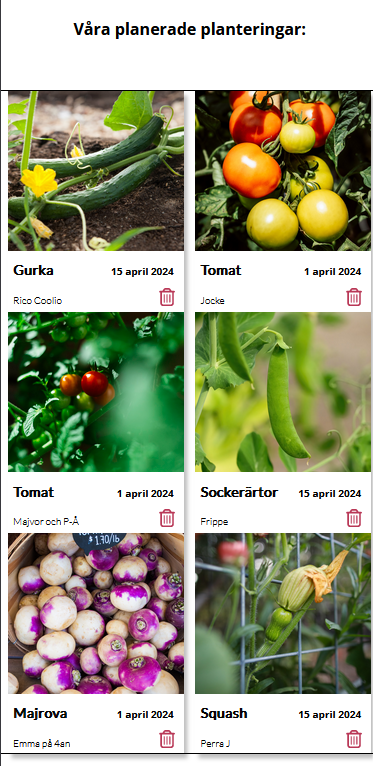 Våra planerade planteringar:
Gurka 15 april 2024
Rico Coolio
Tomat 1 april 2024
Jocke
Tomat 1 april 2024
Majvor och P-Å
Sockerärtor 15 april 2024
Frippe
$1.70/lb
Majrova 1 april 2024
Emma på 4an
Squash 15 april 2024
Perra J